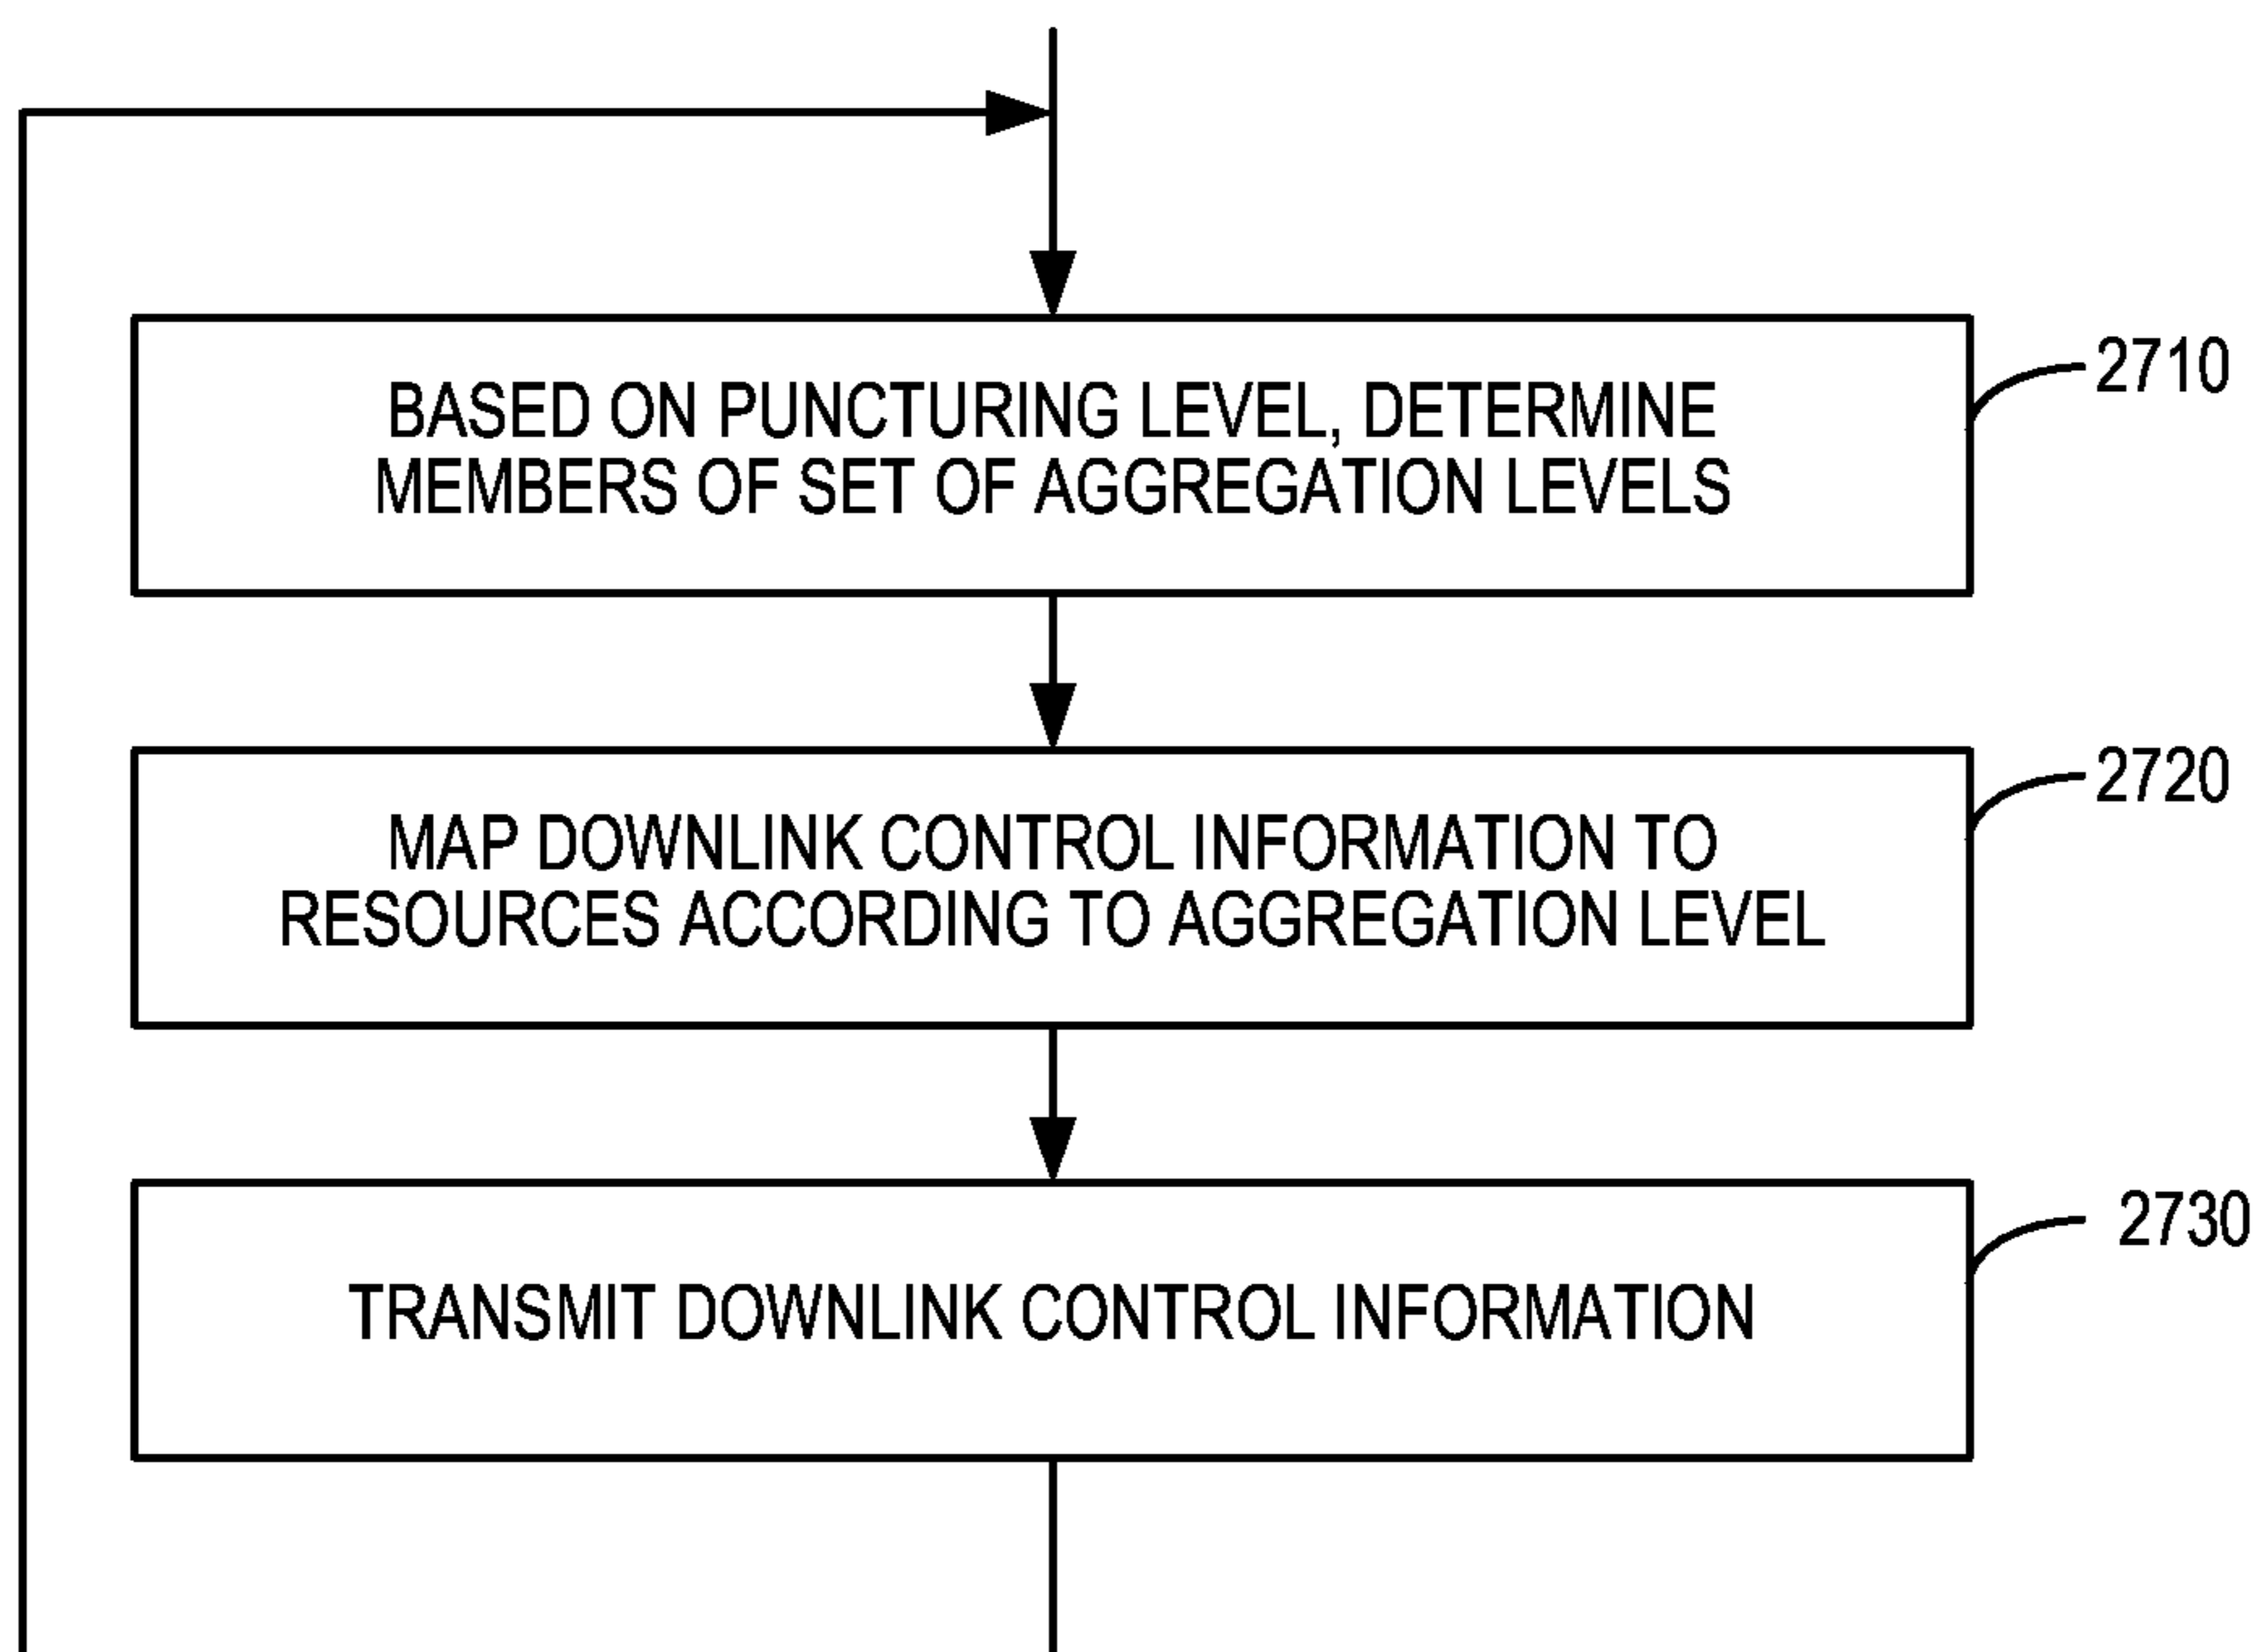 BASED ON PUNCTURING LEVEL, DETERMINE
MEMBERS OF SET OF AGGREGATION LEVELS
2710
MAP DOWNLINK CONTROL INFORMATION TO
RESOURCES ACCORDING TO AGGREGATION LEVEL
2720
TRANSMIT DOWNLINK CONTROL INFORMATION
2730